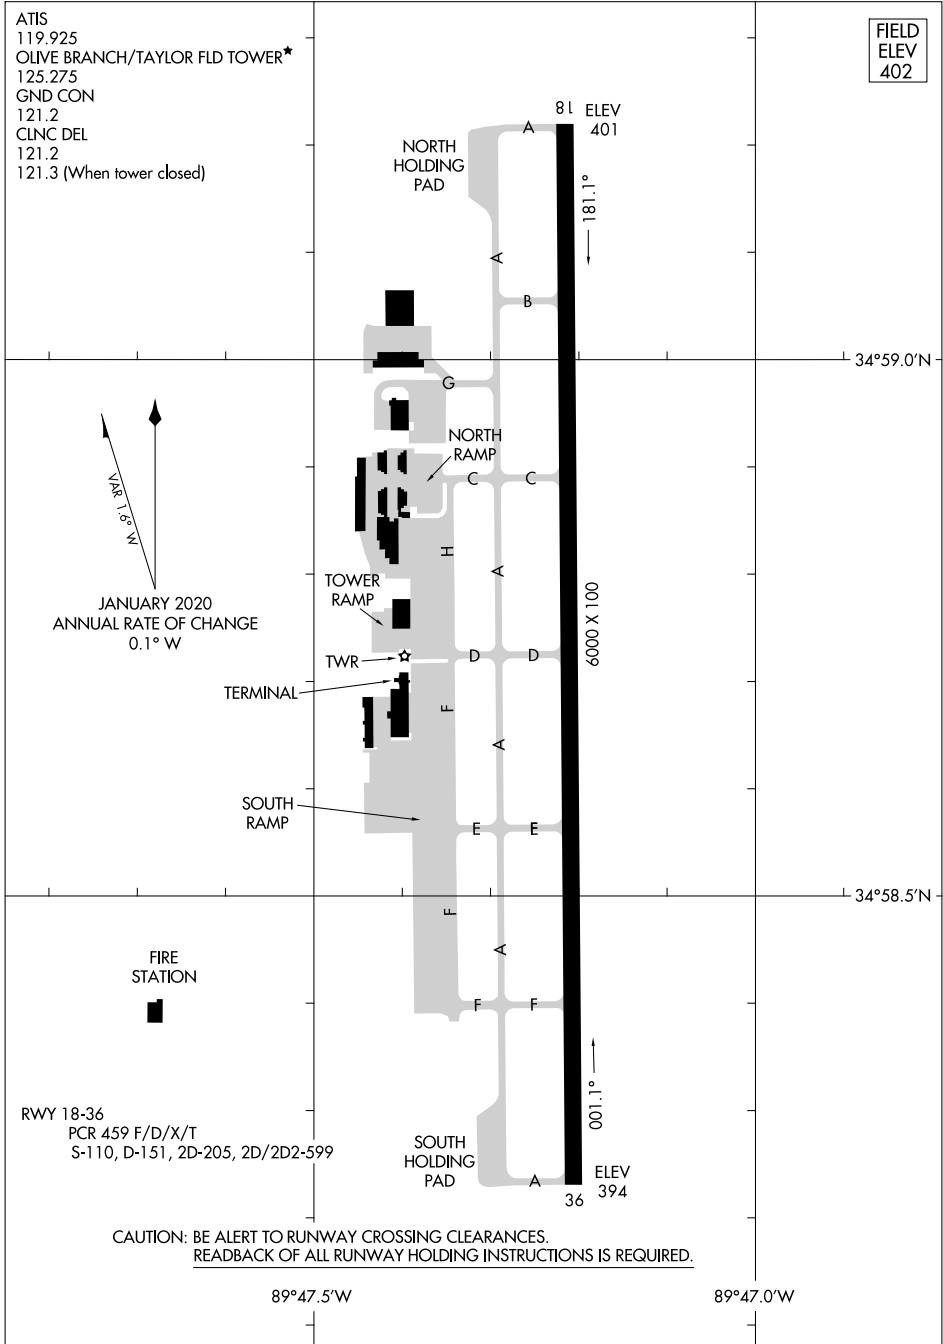 ATIS
119.925
OLIVE BRANCH/TAYLOR FLD TOWER★
125.275
GND CON
121.2
CLNC DEL
121.2
121.3 (When tower closed)
FIELD
ELEV
402
18
ELEV
401
A
NORTH
HOLDING
PAD
181.1°
A
B
34°59.0'N
G
NORTH
RAMP
C
C
VAR 1.6° W
H
A
TOWER
RAMP
JANUARY 2020
ANNUAL RATE OF CHANGE
0.1° W
6000 X 100
TWR
D
D
TERMINAL
F
A
SOUTH
RAMP
E
E
34°58.5'N
F
A
FIRE
STATION
F
F
001.1°
RWY 18-36
PCR 459 F/D/X/T
S-110, D-151, 2D-205, 2D/2D2-599
SOUTH
HOLDING
PAD
A
ELEV
394
36
CAUTION: BE ALERT TO RUNWAY CROSSING CLEARANCES.
READBACK OF ALL RUNWAY HOLDING INSTRUCTIONS IS REQUIRED.
89°47.5'W
89°47.0'W